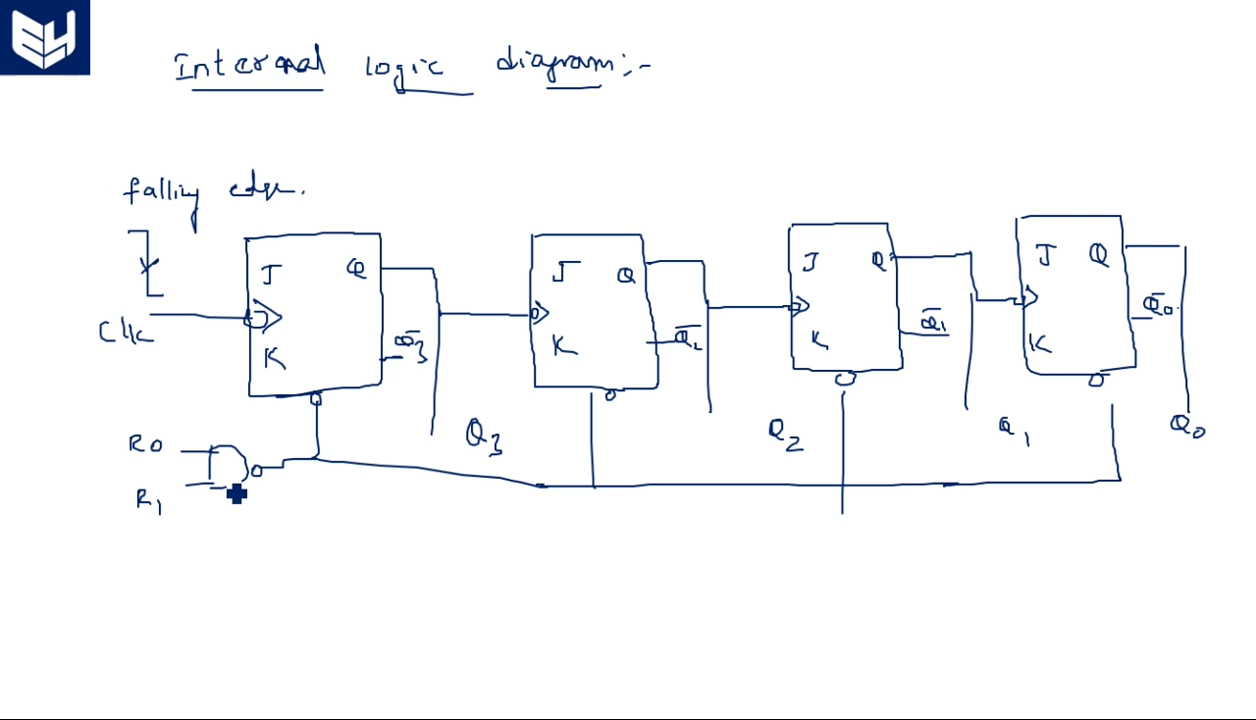 Internal logic diagram:-
falling edge.
J Q J Q J Q J Q
Clk
K Q̅3 K Q̅2 K Q̅1 K Q̅0
R0 Q3 Q2 Q1 Q0
R1